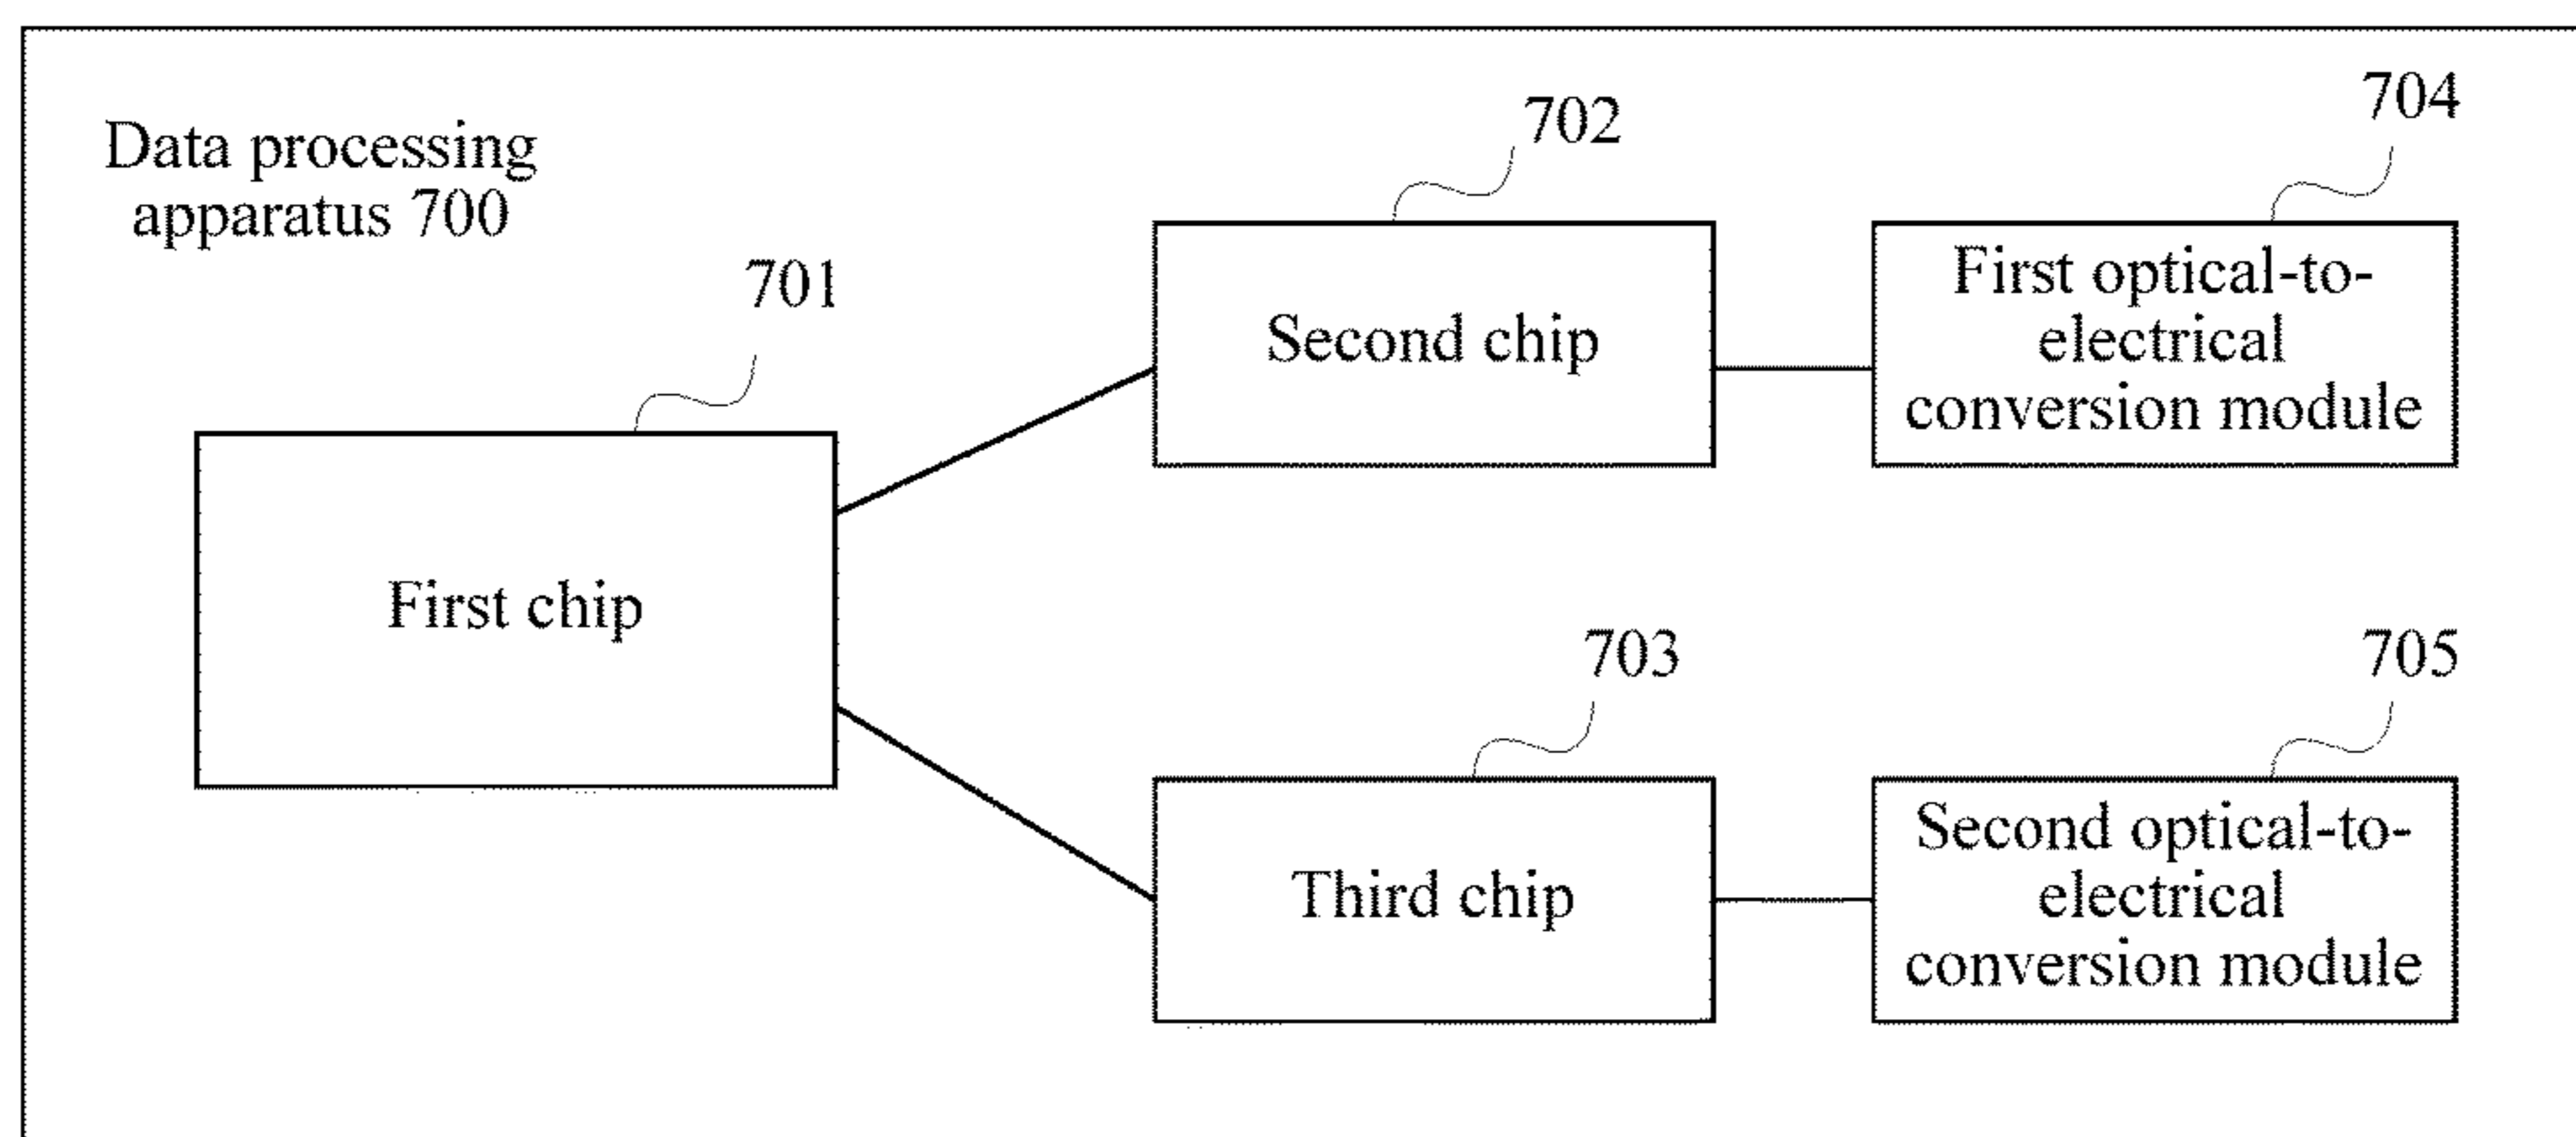 Data processing
apparatus 700
701
First chip
702
Second chip
704
First optical-to-
electrical
conversion module
703
Third chip
705
Second optical-to-
electrical
conversion module